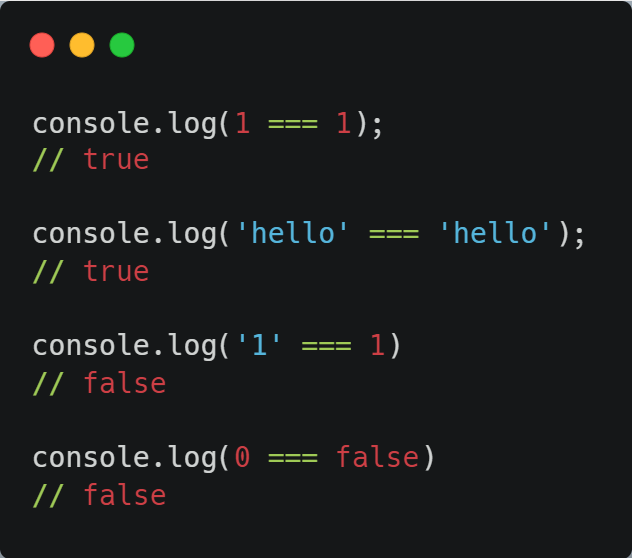 console.log(1 === 1);
// true
console.log('hello' === 'hello');
// true
console.log('1' === 1)
// false
console.log(0 === false)
// false